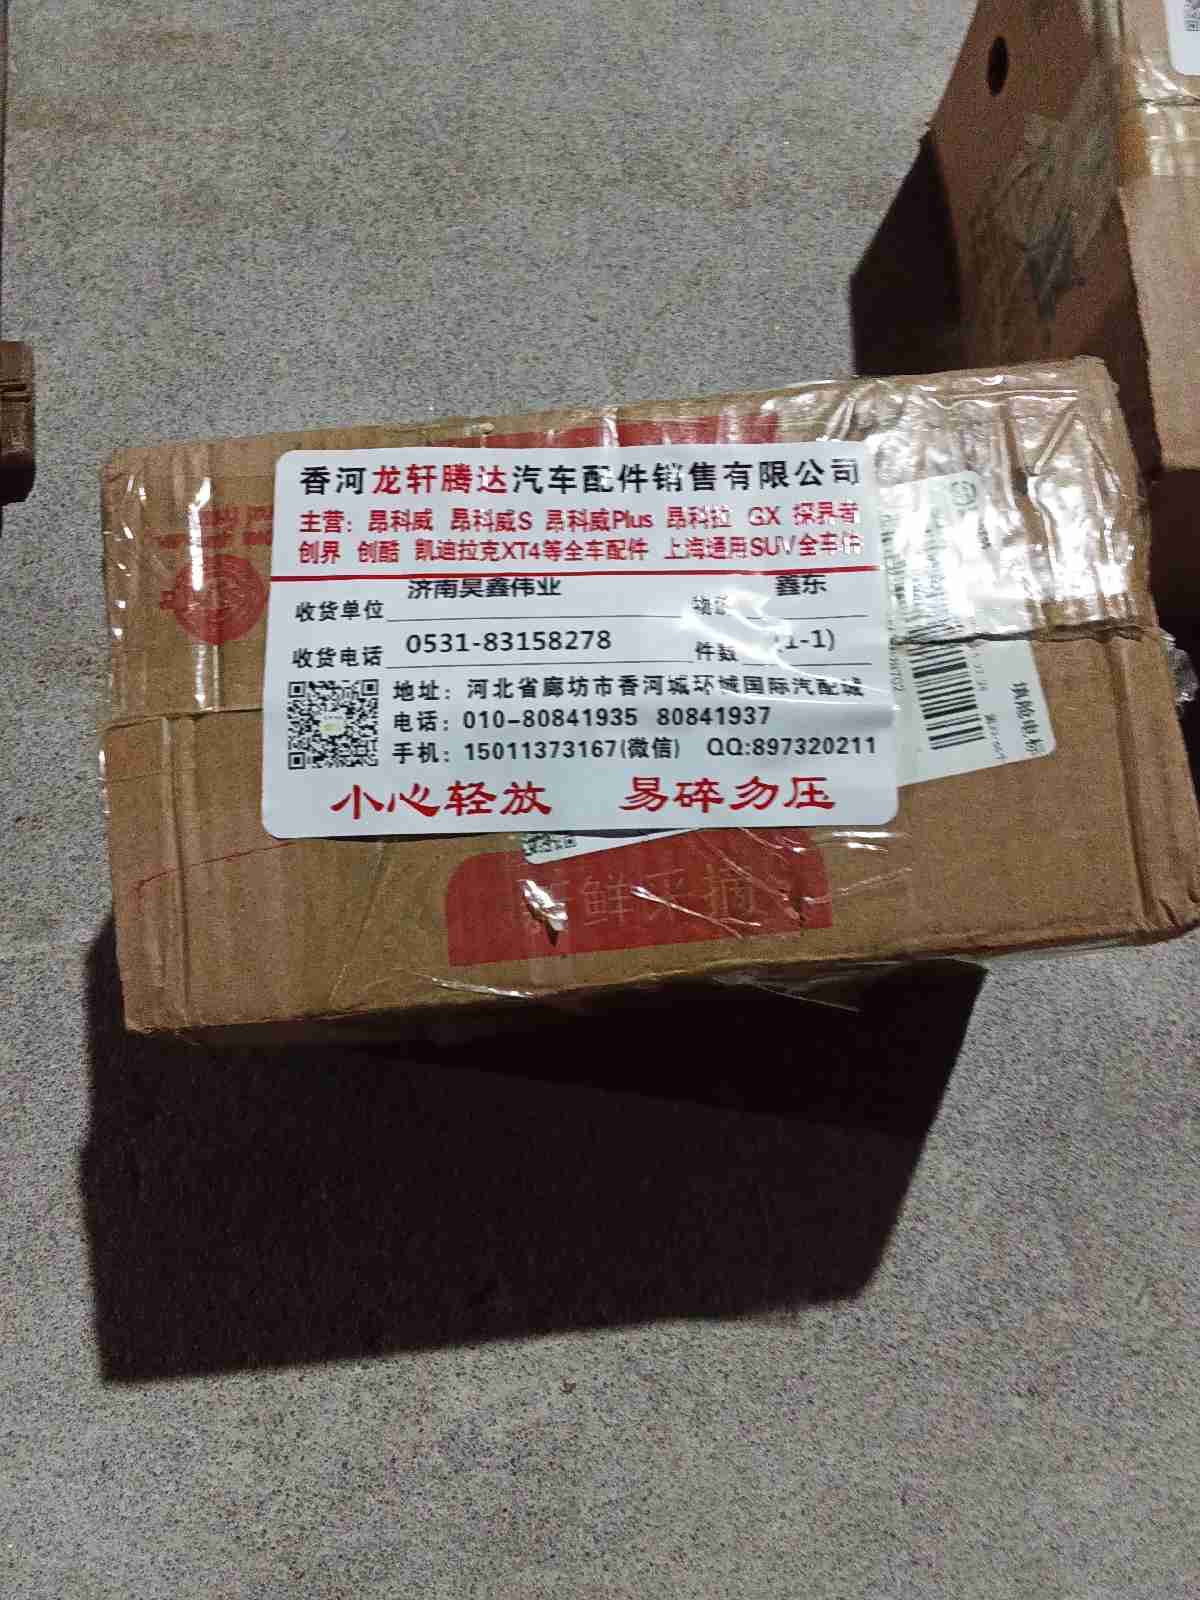 香河龙轩腾达汽车配件销售有限公司
主营：昂科威 昂科威S 昂科威Plus 昂科拉 GX 探界者
创界 创酷 凯迪拉克XT4等全车配件 上海通用SUV全车件
收货单位 济南昊鑫伟业 物流 鑫东
收货电话 0531-83158278 件数 (1-1)
地址：河北省廊坊市香河城环城国际汽配城
电话：010-80841935 80841937
手机：15011373167(微信) QQ:897320211
小心轻放 易碎勿压
新鲜采摘